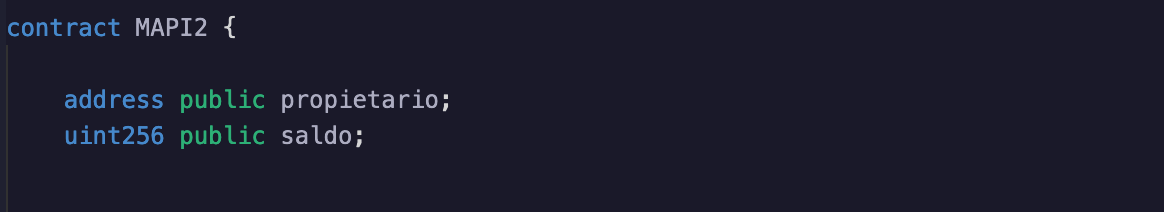 contract MAPI2 {
address public propietario;
uint256 public saldo;